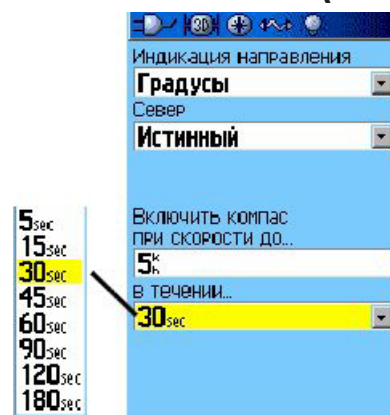 3D
Индикация направления
Градусы
Север
Истинный
Включить компас
при скорости до...
5 k/h
в течении...
30sec
5sec
15sec
30sec
45sec
60sec
90sec
120sec
180sec